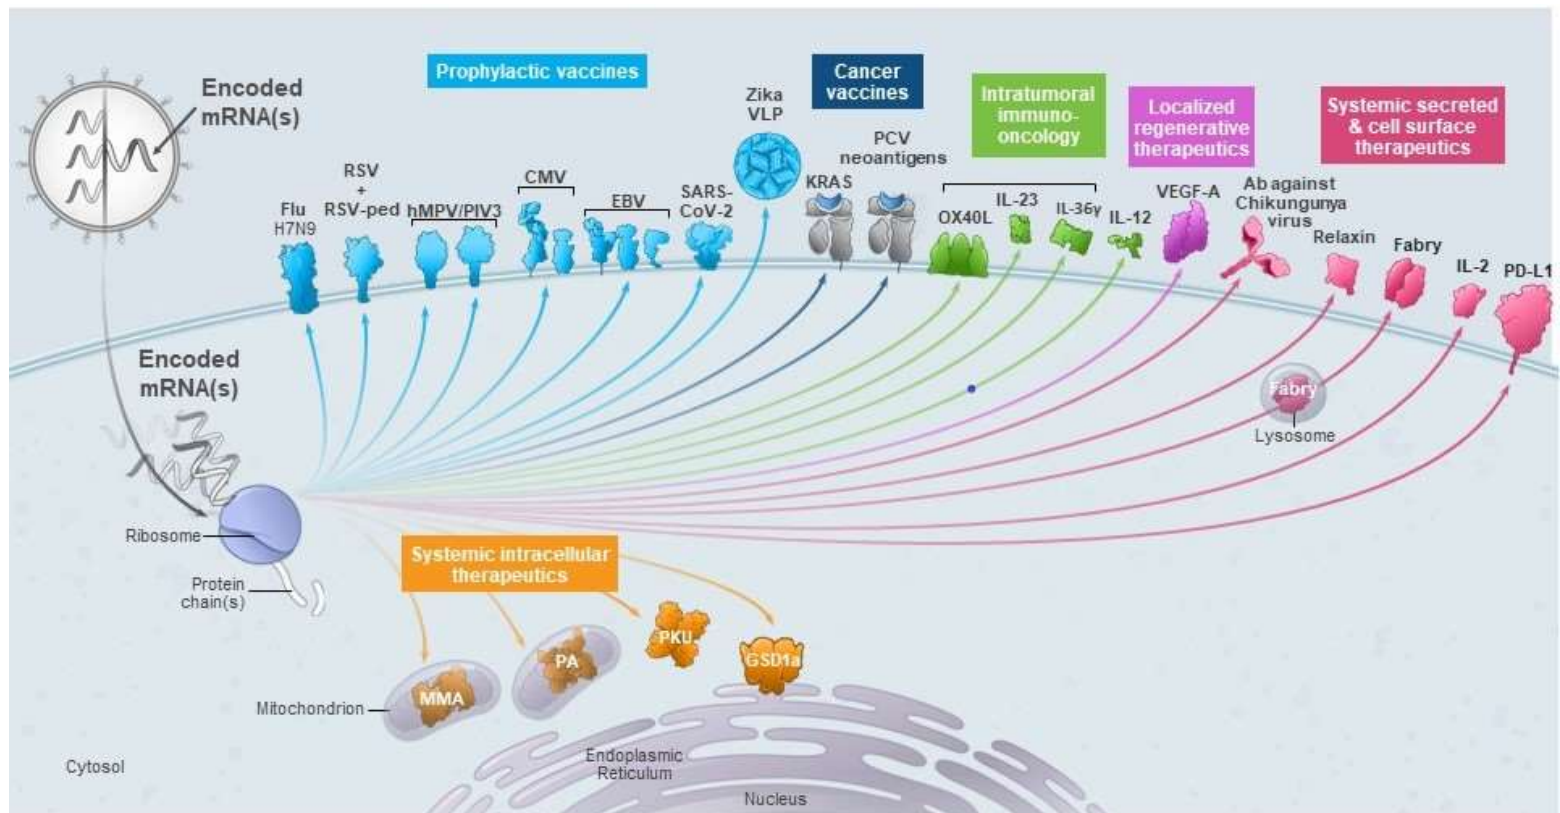 Encoded
mRNA(s)
Prophylactic vaccines
Cancer
vaccines
Intratumoral
immuno-
oncology
Localized
regenerative
therapeutics
Systemic secreted
& cell surface
therapeutics
Flu
H7N9
RSV
+
RSV-ped
hMPV/PIV3
CMV
EBV
SARS-
CoV-2
Zika
VLP
KRAS
PCV
neoantigens
OX40L
IL-23
IL-36γ
IL-12
VEGF-A
Ab against
Chikungunya
virus
Relaxin
Fabry
IL-2
PD-L1
Encoded
mRNA(s)
Fabry
Lysosome
Ribosome
Protein
chain(s)
Systemic intracellular
therapeutics
MMA
PA
PKU
GSD1a
Mitochondrion
Endoplasmic
Reticulum
Cytosol
Nucleus